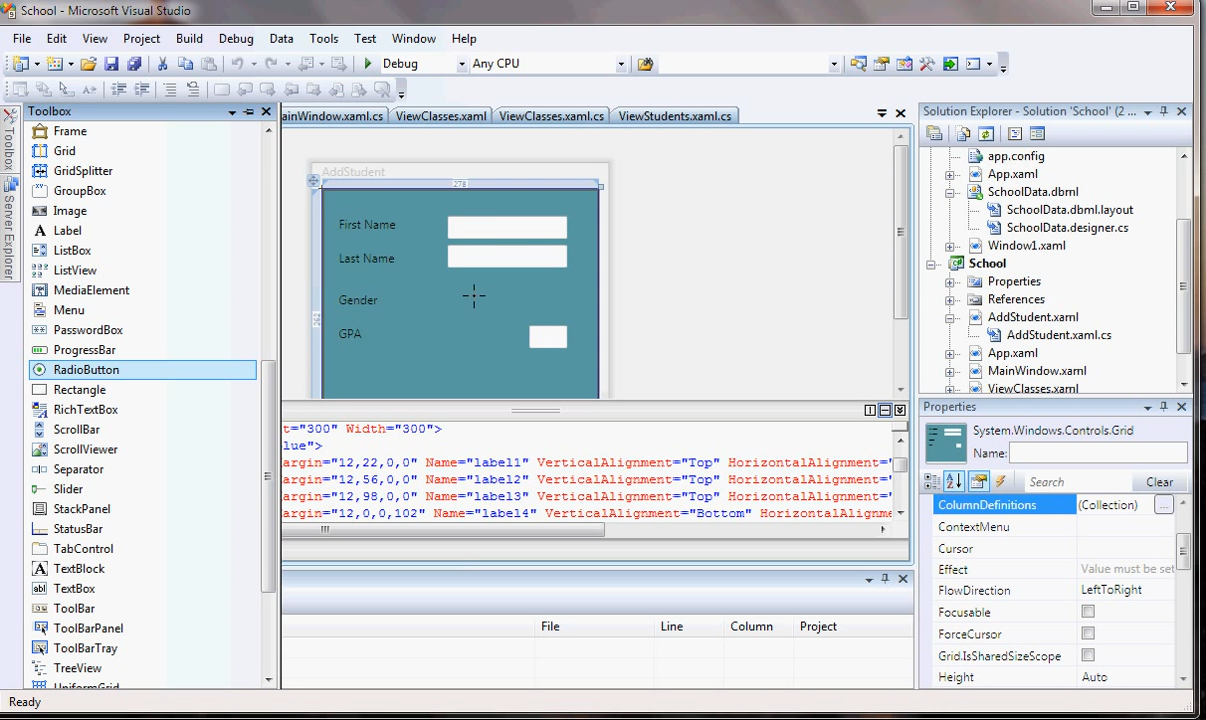 School - Microsoft Visual Studio
File Edit View Project Build Debug Data Tools Test Window Help
Debug Any CPU
Toolbox
Toolbox
Server Explorer
Frame
Grid
GridSplitter
GroupBox
Image
Label
ListBox
ListView
MediaElement
Menu
PasswordBox
ProgressBar
RadioButton
Rectangle
RichTextBox
ScrollBar
ScrollViewer
Separator
Slider
StackPanel
StatusBar
TabControl
TextBlock
TextBox
ToolBar
ToolBarPanel
ToolBarTray
TreeView
UniformGrid
ainWindow.xaml.cs ViewClasses.xaml ViewClasses.xaml.cs ViewStudents.xaml.cs
AddStudent
278
262
First Name
Last Name
Gender
GPA
t="300" Width="300">
lue">
argin="12,22,0,0" Name="label1" VerticalAlignment="Top" HorizontalAlignment="
argin="12,56,0,0" Name="label2" VerticalAlignment="Top" HorizontalAlignment="
argin="12,98,0,0" Name="label3" VerticalAlignment="Top" HorizontalAlignment="
argin="12,0,0,102" Name="label4" VerticalAlignment="Bottom" HorizontalAlignme
File Line Column Project
Solution Explorer - Solution 'School' (2 ...
app.config
App.xaml
SchoolData.dbml
SchoolData.dbml.layout
SchoolData.designer.cs
Window1.xaml
School
Properties
References
AddStudent.xaml
AddStudent.xaml.cs
App.xaml
MainWindow.xaml
ViewClasses.xaml
Properties
System.Windows.Controls.Grid
Name:
Search Clear
ColumnDefinitions (Collection) ...
ContextMenu
Cursor
Effect Value must be set
FlowDirection LeftToRight
Focusable
ForceCursor
Grid.IsSharedSizeScope
Height Auto
Ready